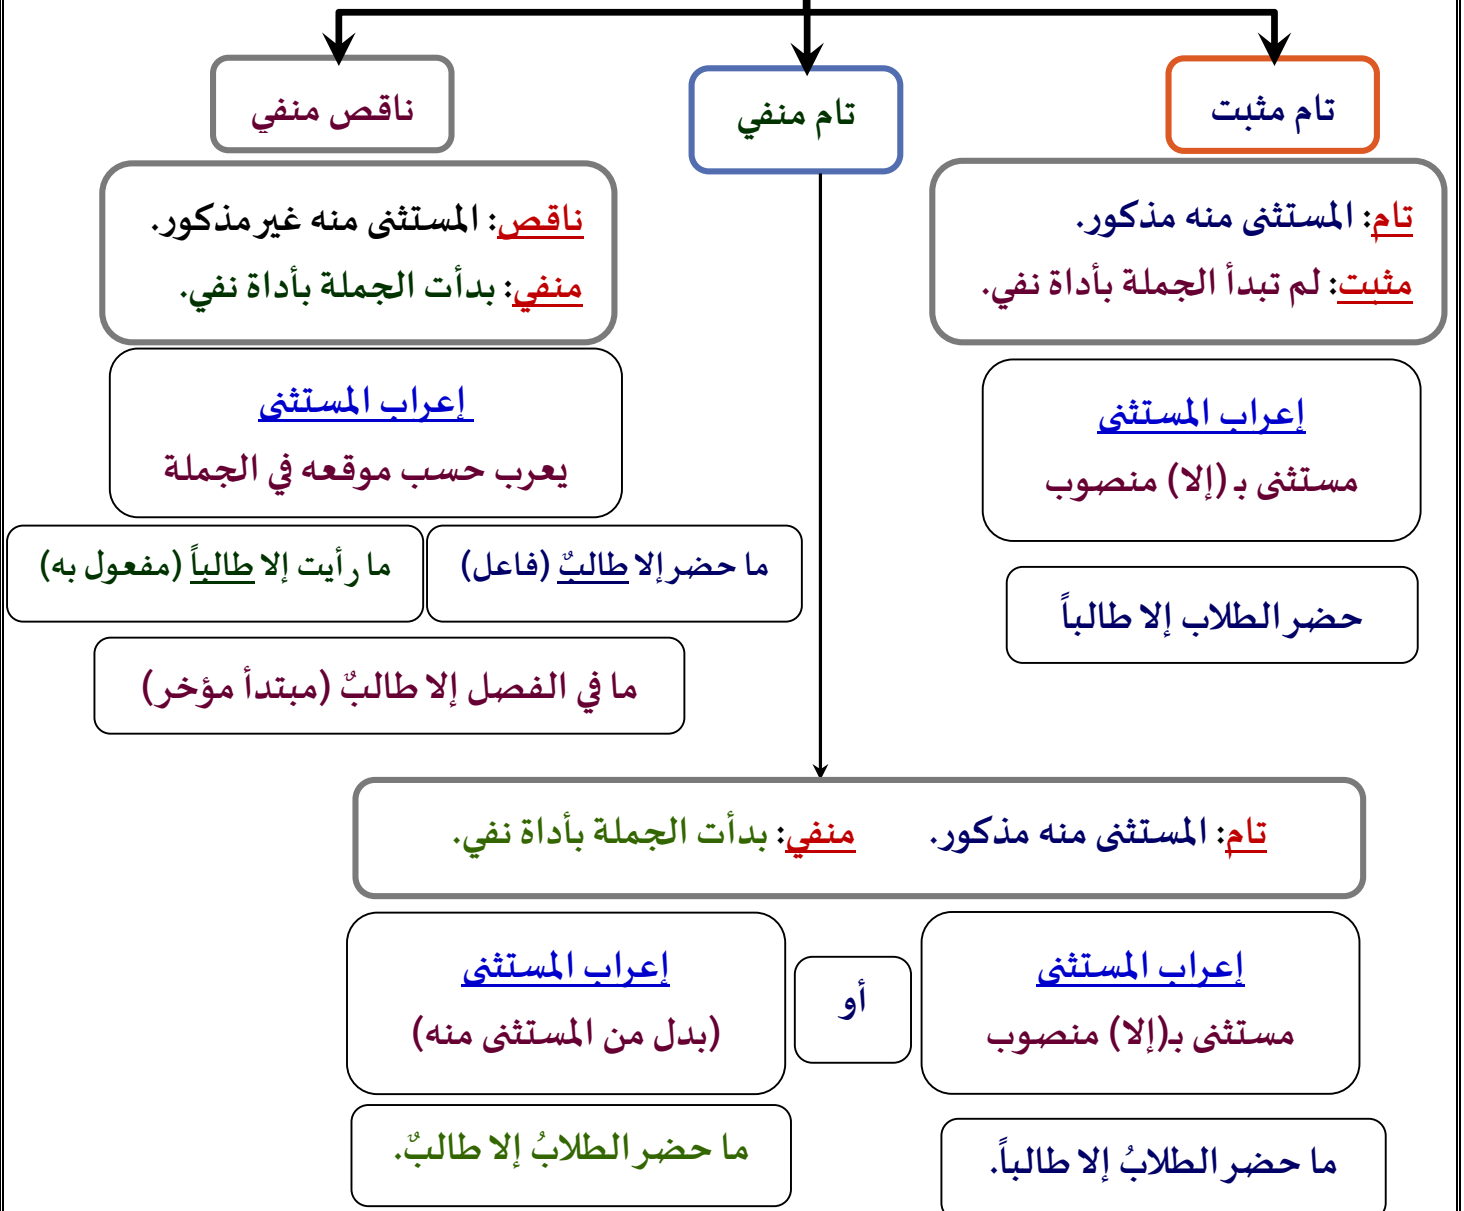 تام مثبت
تام منفي
ناقص منفي
تام: المستثنى منه مذكور.
مثبت: لم تبدأ الجملة بأداة نفي.
ناقص: المستثنى منه غير مذكور.
منفي: بدأت الجملة بأداة نفي.
إعراب المستثنى
مستثنى بـ (إلا) منصوب
إعراب المستثنى
يعرب حسب موقعه في الجملة
حضر الطلاب إلا طالباً
ما حضر إلا طالبٌ (فاعل)
ما رأيت إلا طالباً (مفعول به)
ما في الفصل إلا طالبٌ (مبتدأ مؤخر)
تام: المستثنى منه مذكور. منفي: بدأت الجملة بأداة نفي.
إعراب المستثنى
مستثنى بـ(إلا) منصوب
أو
إعراب المستثنى
(بدل من المستثنى منه)
ما حضر الطلابُ إلا طالباً.
ما حضر الطلابُ إلا طالبٌ.